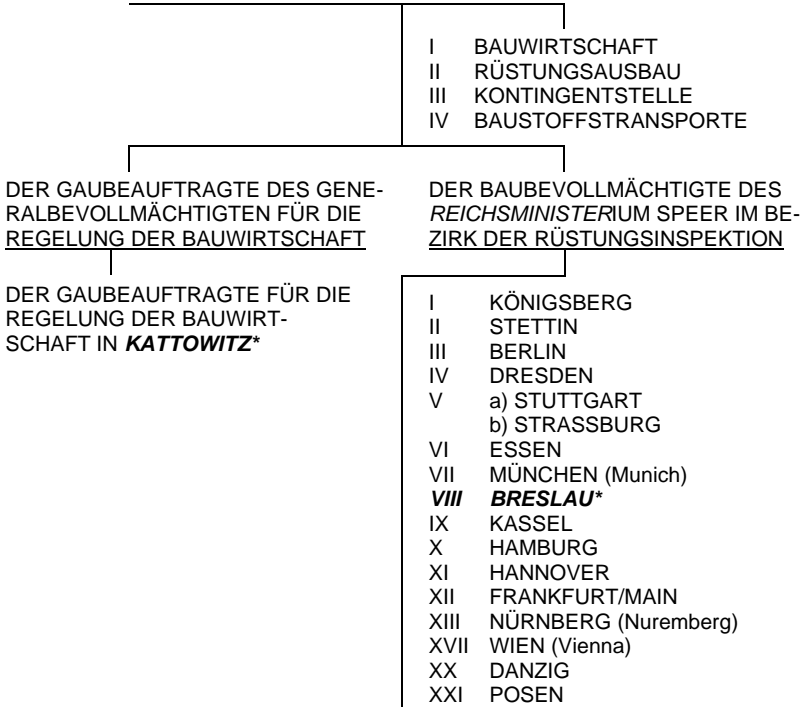 I BAUWIRTSCHAFT
II RÜSTUNGSAUSBAU
III KONTINGENTSTELLE
IV BAUSTOFFSTRANSPORTE
DER GAUBEAUFTRAGTE DES GENE-
RALBEVOLLMÄCHTIGTEN FÜR DIE
REGELUNG DER BAUWIRTSCHAFT
DER GAUBEAUFTRAGTE FÜR DIE
REGELUNG DER BAUWIRT-
SCHAFT IN KATTOWITZ*
DER BAUBEVOLLMÄCHTIGTE DES
REICHSMINISTERIUM SPEER IM BE-
ZIRK DER RÜSTUNGSINSPEKTION
I KÖNIGSBERG
II STETTIN
III BERLIN
IV DRESDEN
V a) STUTTGART
b) STRASSBURG
VI ESSEN
VII MÜNCHEN (Munich)
VIII BRESLAU*
IX KASSEL
X HAMBURG
XI HANNOVER
XII FRANKFURT/MAIN
XIII NÜRNBERG (Nuremberg)
XVII WIEN (Vienna)
XX DANZIG
XXI POSEN